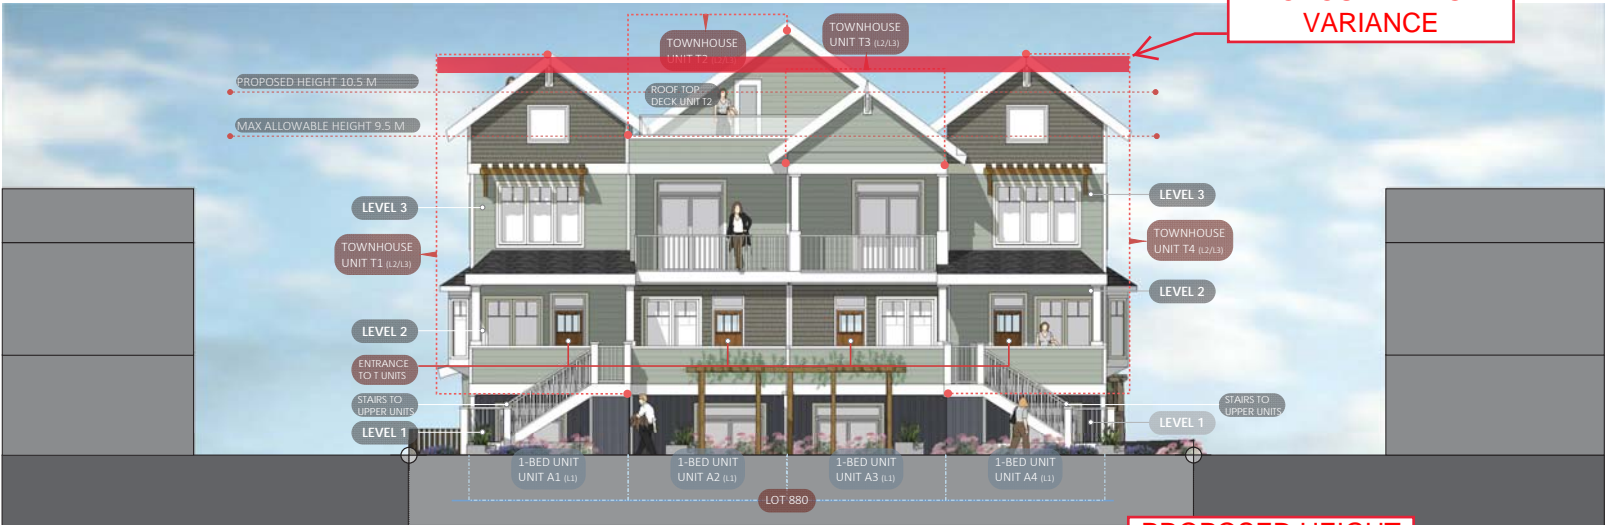 VARIANCE
TOWNHOUSE
UNIT T2 (L2/L3)
TOWNHOUSE
UNIT T3 (L2/L3)
PROPOSED HEIGHT 10.5 M
ROOF TOP
DECK UNIT T2
MAX ALLOWABLE HEIGHT 9.5 M
LEVEL 3
LEVEL 3
TOWNHOUSE
UNIT T1 (L2/L3)
TOWNHOUSE
UNIT T4 (L2/L3)
LEVEL 2
LEVEL 2
ENTRANCE
TO T UNITS
STAIRS TO
UPPER UNITS
STAIRS TO
UPPER UNITS
LEVEL 1
LEVEL 1
1-BED UNIT
UNIT A1 (L1)
1-BED UNIT
UNIT A2 (L1)
1-BED UNIT
UNIT A3 (L1)
1-BED UNIT
UNIT A4 (L1)
LOT 880
PROPOSED HEIGHT